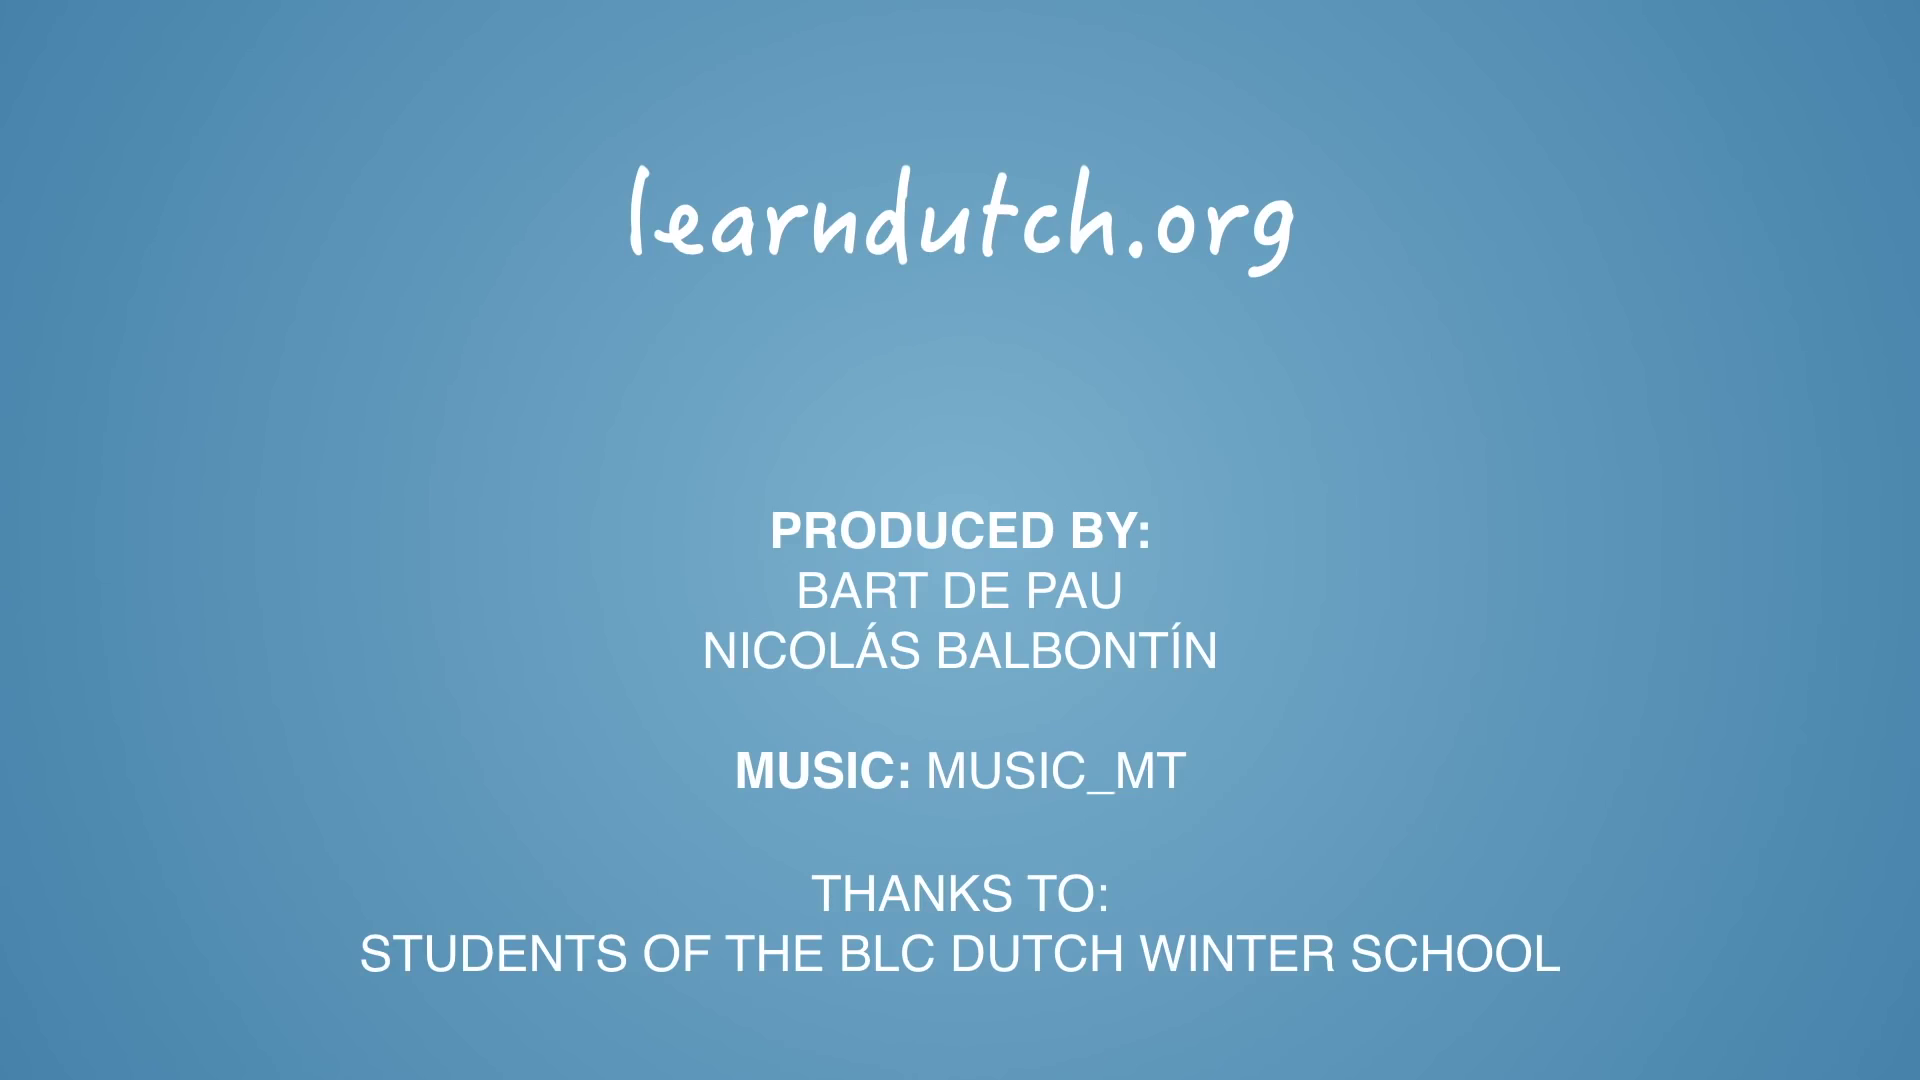 learndutch.org
PRODUCED BY:
BART DE PAU
NICOLÁS BALBONTÍN
MUSIC: MUSIC_MT
THANKS TO:
STUDENTS OF THE BLC DUTCH WINTER SCHOOL